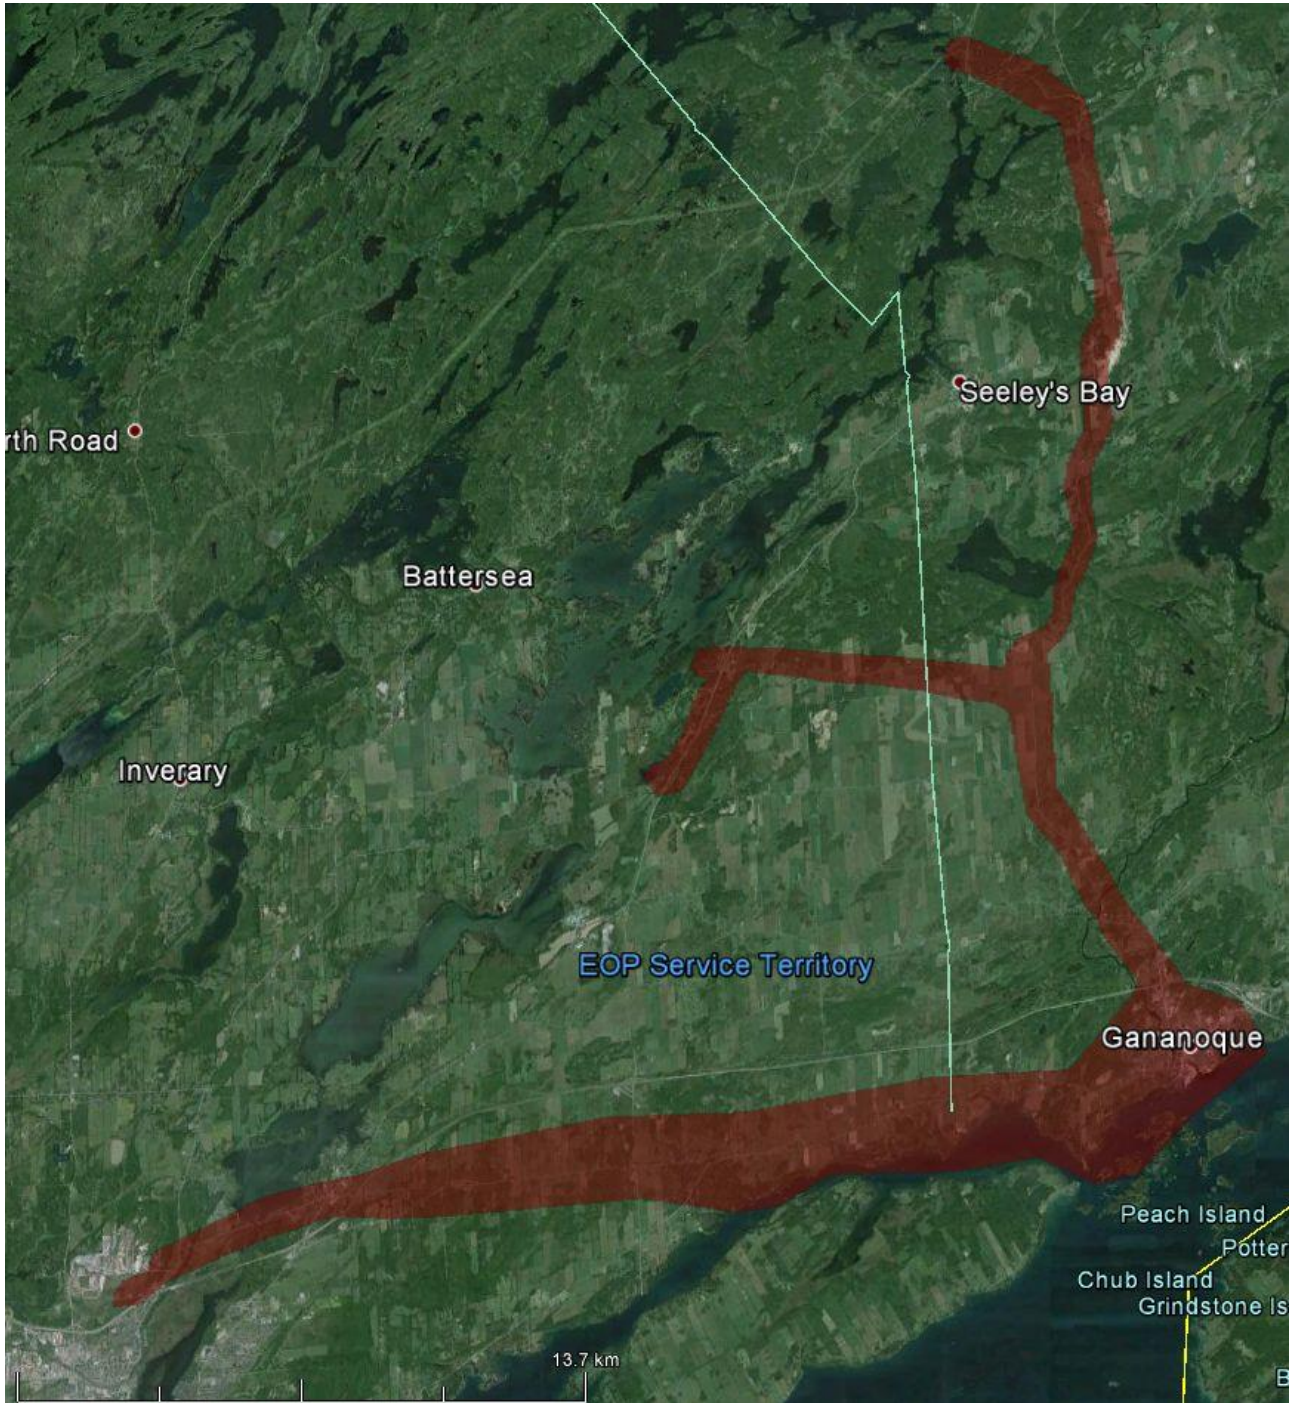 Seeley's Bay
rth Road
Battersea
Inverary
EOP Service Territory
Gananoque
Peach Island
Potter
Chub Island
Grindstone Is
13.7 km
B